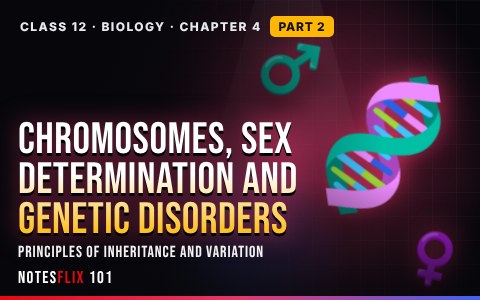 CLASS 12 · BIOLOGY · CHAPTER 4 PART 2
CHROMOSOMES, SEX
DETERMINATION AND
GENETIC DISORDERS
PRINCIPLES OF INHERITANCE AND VARIATION
NOTESFLIX 101